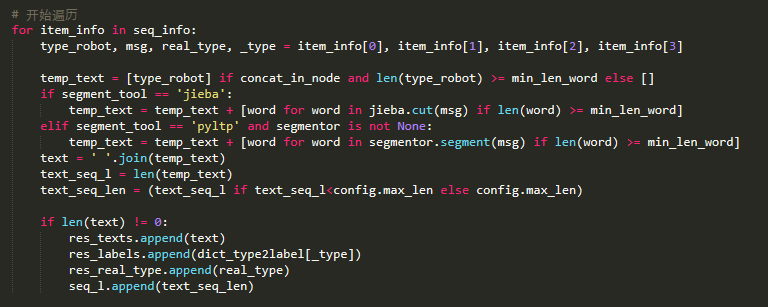 # 开始遍历
for item_info in seq_info:
    type_robot, msg, real_type, _type = item_info[0], item_info[1], item_info[2], item_info[3]

    temp_text = [type_robot] if concat_in_node and len(type_robot) >= min_len_word else []
    if segment_tool == 'jieba':
        temp_text = temp_text + [word for word in jieba.cut(msg) if len(word) >= min_len_word]
    elif segment_tool == 'pyltp' and segmentor is not None:
        temp_text = temp_text + [word for word in segmentor.segment(msg) if len(word) >= min_len_word]
    text = ' '.join(temp_text)
    text_seq_l = len(temp_text)
    text_seq_len = (text_seq_l if text_seq_l<config.max_len else config.max_len)

    if len(text) != 0:
        res_texts.append(text)
        res_labels.append(dict_type2label[_type])
        res_real_type.append(real_type)
        seq_l.append(text_seq_len)